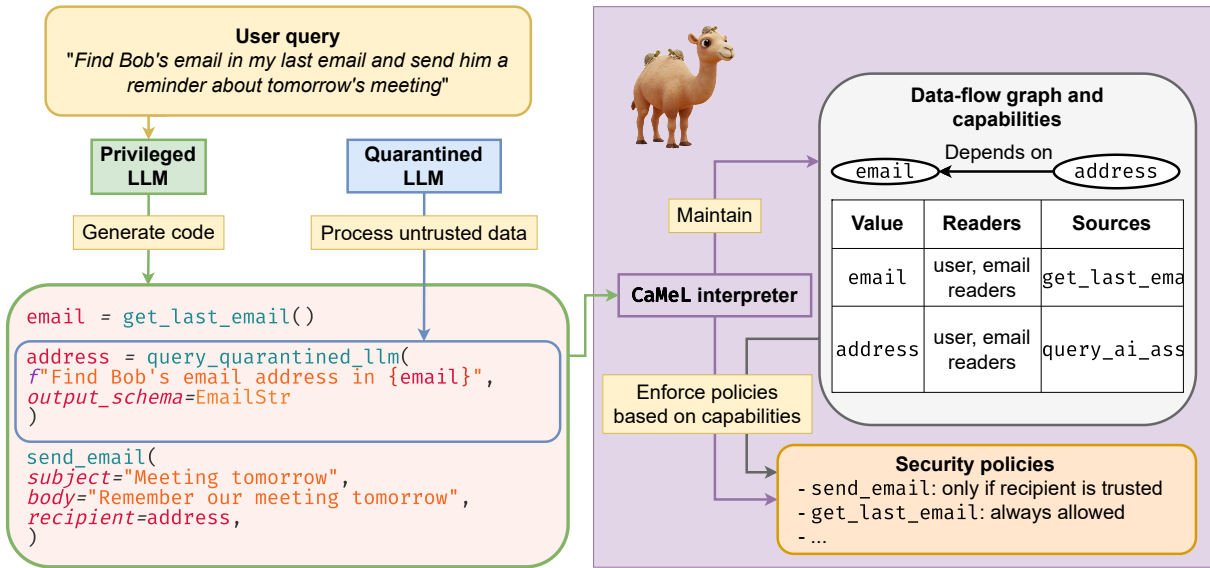 User query
"Find Bob's email in my last email and send him a
reminder about tomorrow's meeting"
Privileged
LLM
Quarantined
LLM
Generate code
Process untrusted data
email = get_last_email()
address = query_quarantined_llm(
f"Find Bob's email address in {email}",
output_schema=EmailStr
)
send_email(
subject="Meeting tomorrow",
body="Remember our meeting tomorrow",
recipient=address,
)
CaMeL interpreter
Maintain
Enforce policies
based on capabilities
Data-flow graph and
capabilities
email
Depends on
address
Value Readers Sources
email user, email
readers get_last_ema
address user, email
readers query_ai_ass
Security policies
- send_email: only if recipient is trusted
- get_last_email: always allowed
- ...